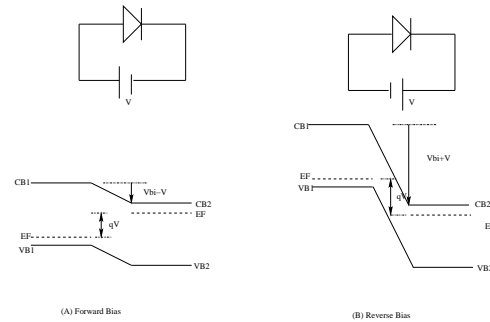 V
V
CB1
Vbi−V
CB2
EF
qV
EF
VB1
VB2
(A) Forward Bias
CB1
Vbi+V
EF
VB1
qV
CB2
E
VB2
(B) Reverse Bias